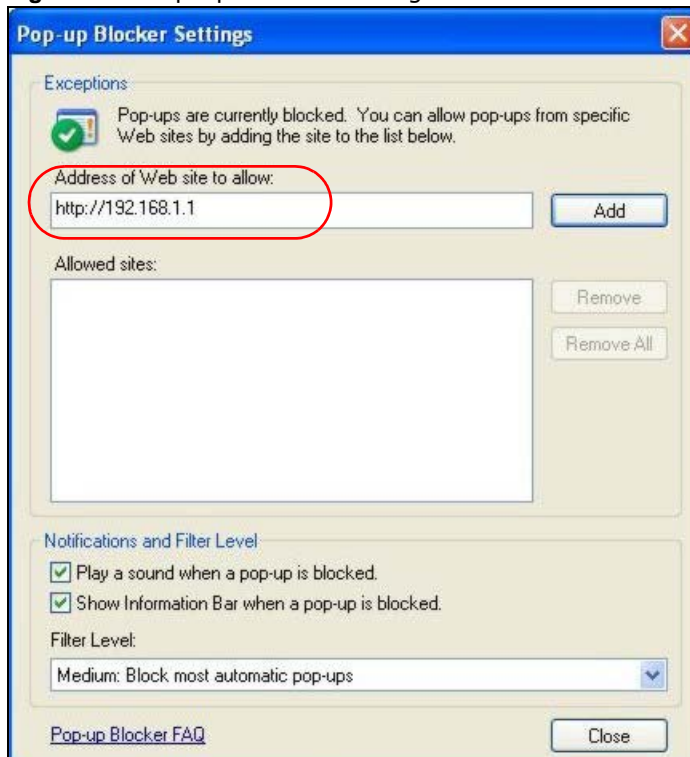 Pop-up Blocker Settings
Exceptions
Pop-ups are currently blocked. You can allow pop-ups from specific
Web sites by adding the site to the list below.
Address of Web site to allow:
http://192.168.1.1
Add
Allowed sites:
Remove
Remove All
Notifications and Filter Level
Play a sound when a pop-up is blocked.
Show Information Bar when a pop-up is blocked.
Filter Level:
Medium: Block most automatic pop-ups
Pop-up Blocker FAQ
Close